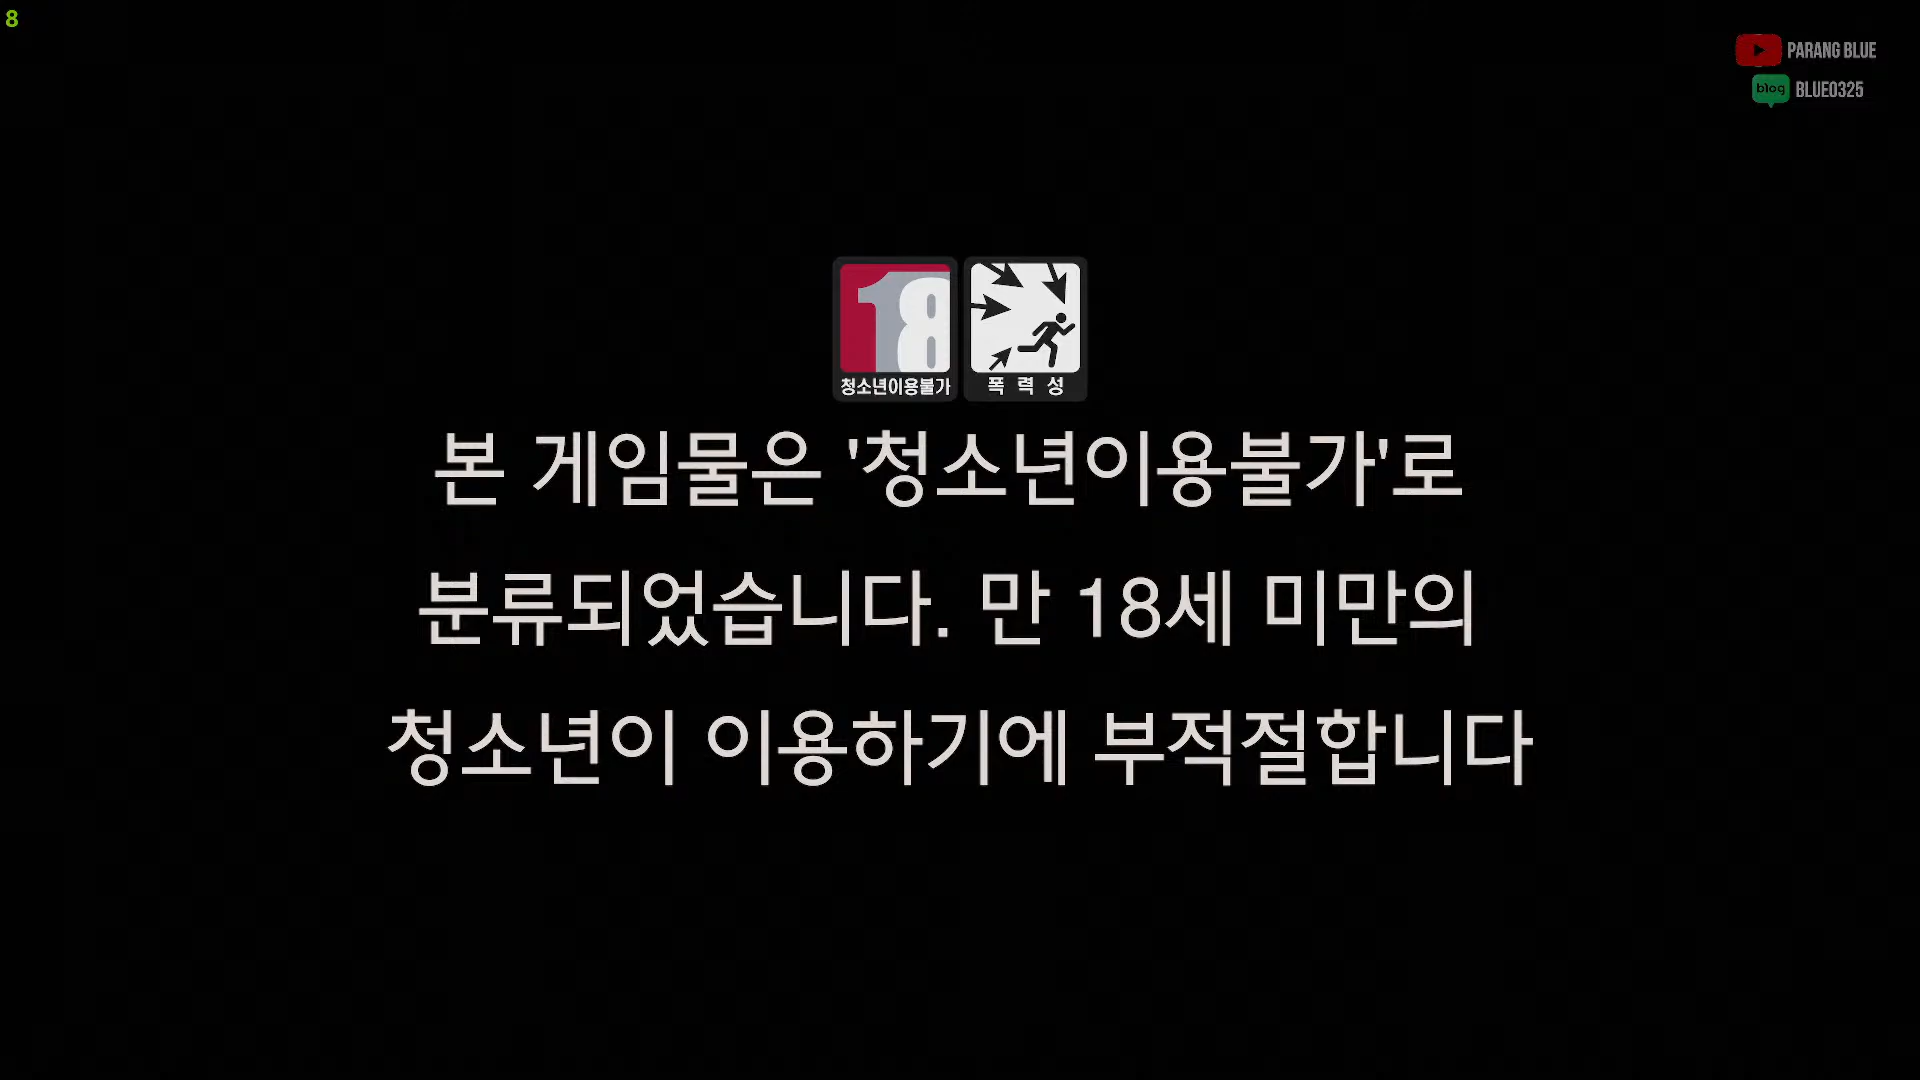 8
PARANG BLUE
blog BLUE0325
18
청소년이용불가
폭력성
본 게임물은 '청소년이용불가'로
분류되었습니다. 만 18세 미만의
청소년이 이용하기에 부적절합니다